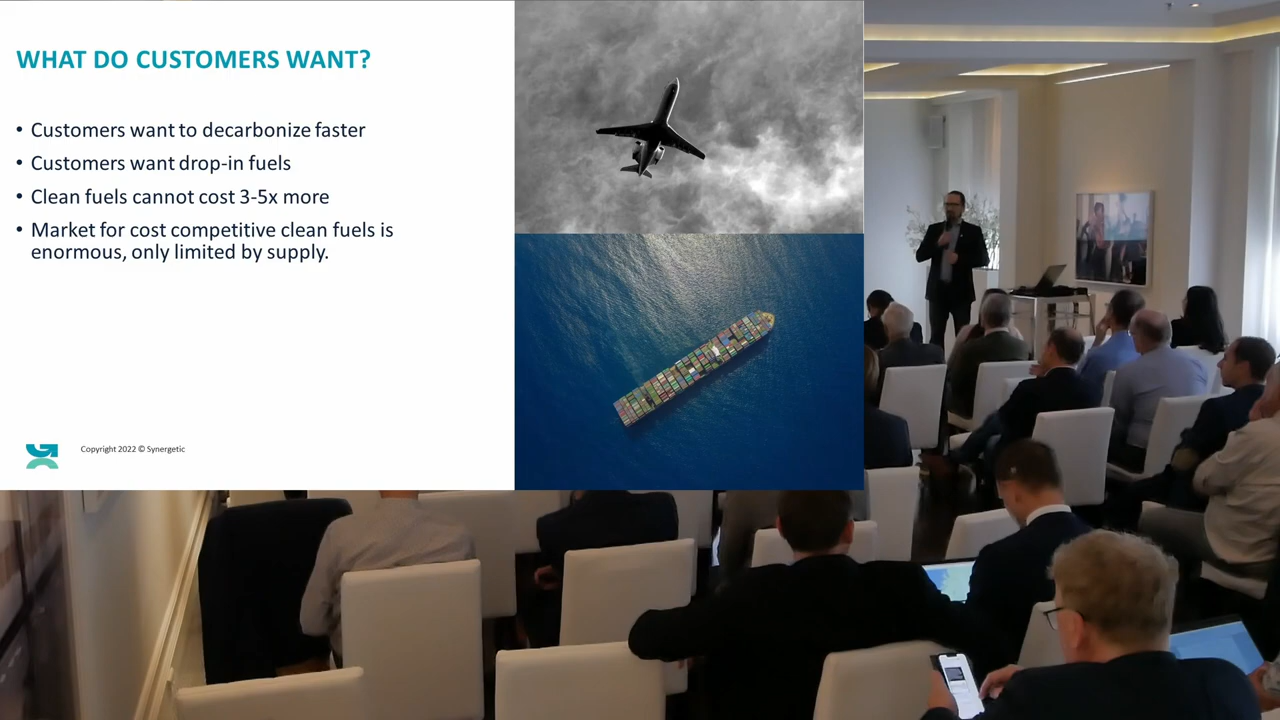 WHAT DO CUSTOMERS WANT?
• Customers want to decarbonize faster
• Customers want drop-in fuels
• Clean fuels cannot cost 3-5x more
• Market for cost competitive clean fuels is
enormous, only limited by supply.
Copyright 2022 © Synergetic